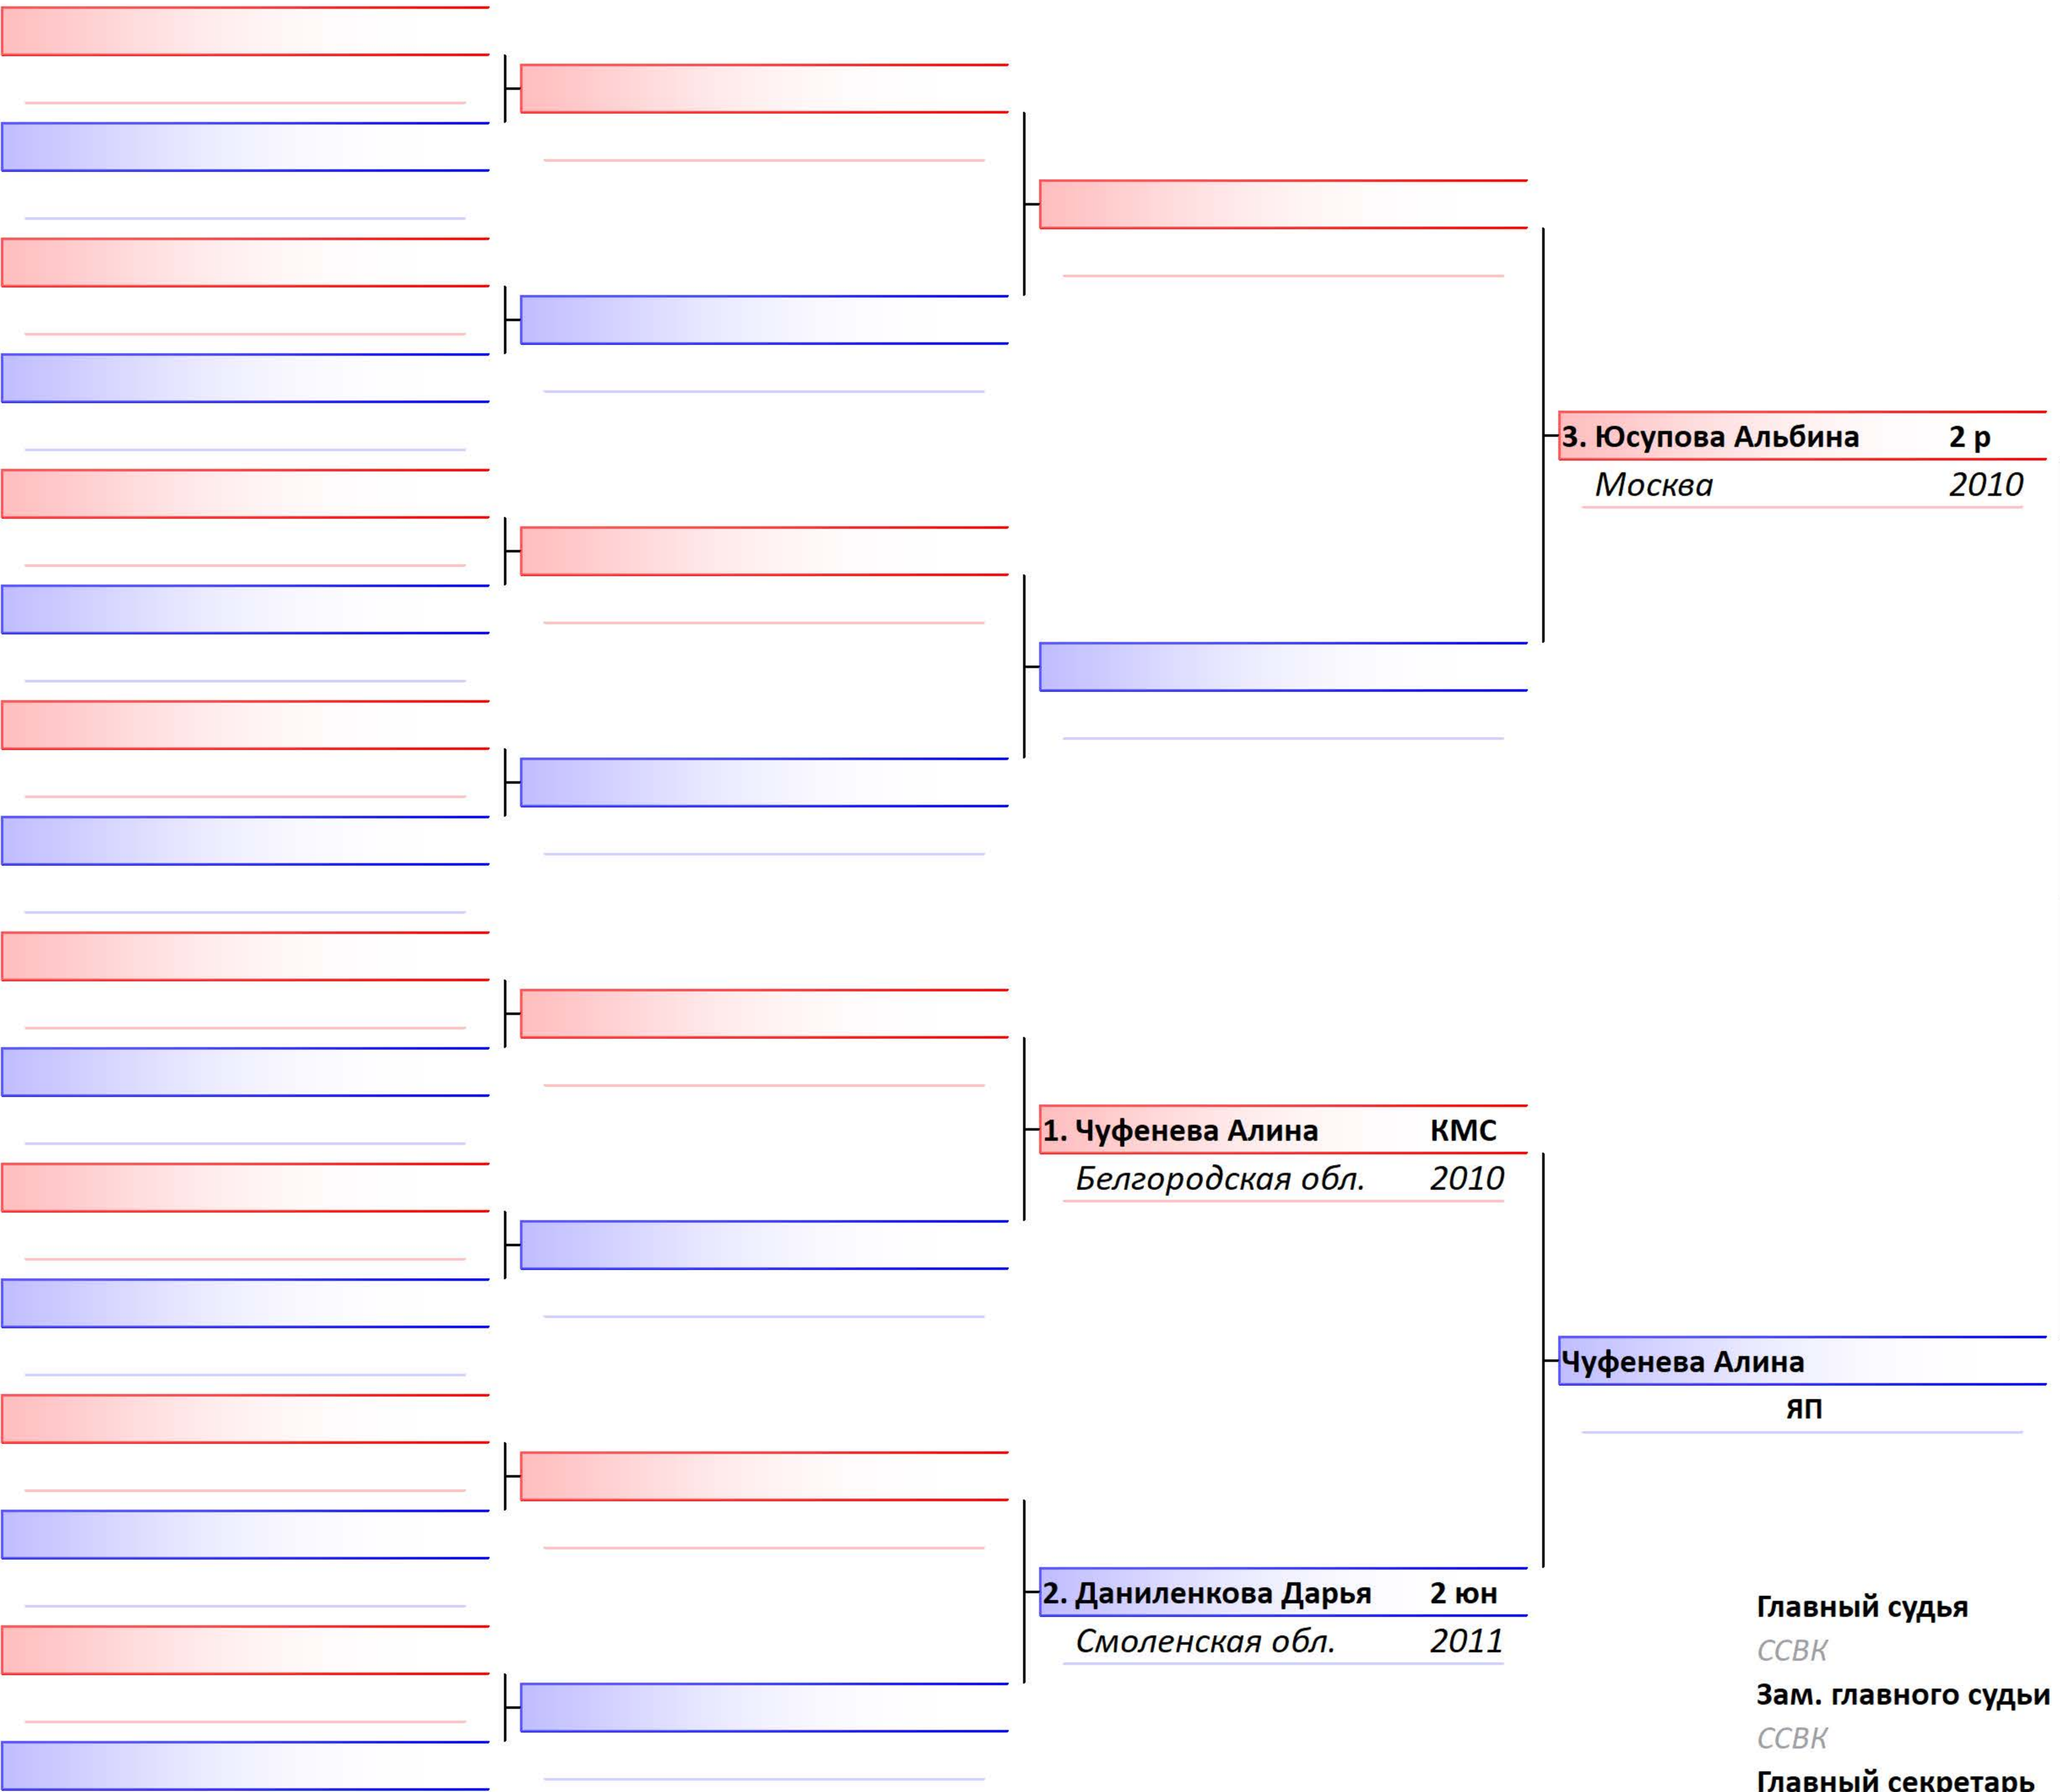 3. Юсупова Альбина 2 р
Москва 2010
1. Чуфенева Алина КМС
Белгородская обл. 2010
Чуфенева Алина
ЯП
2. Даниленкова Дарья 2 юн
Смоленская обл. 2011
Главный судья
ССВК
Зам. главного судьи
ССВК
Главный секретарь